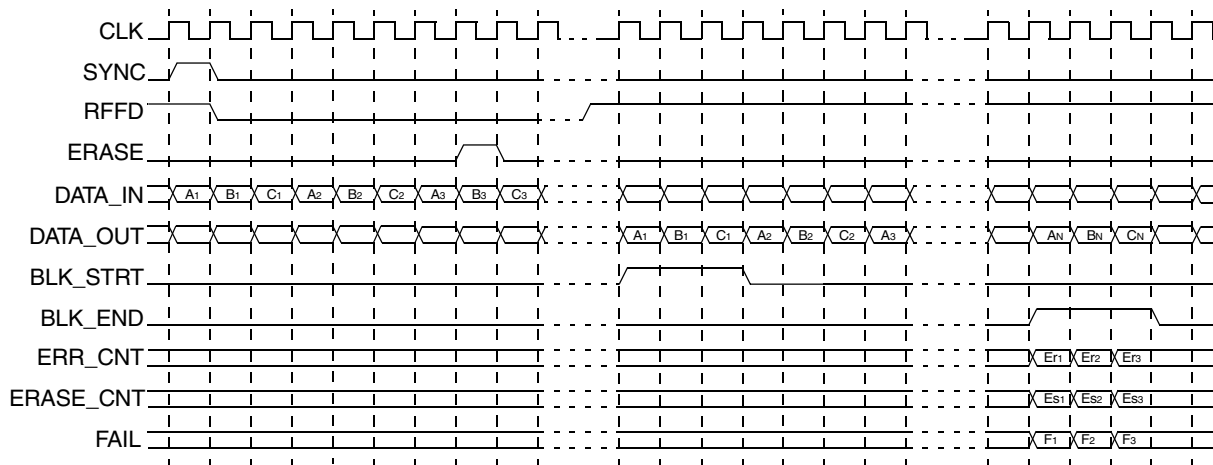 CLK
SYNC
RFFD
ERASE
DATA_IN A1 B1 C1 A2 B2 C2 A3 B3 C3
DATA_OUT A1 B1 C1 A2 B2 C2 A3 AN BN CN
BLK_STRT
BLK_END
ERR_CNT Er1 Er2 Er3
ERASE_CNT Es1 Es2 Es3
FAIL F1 F2 F3